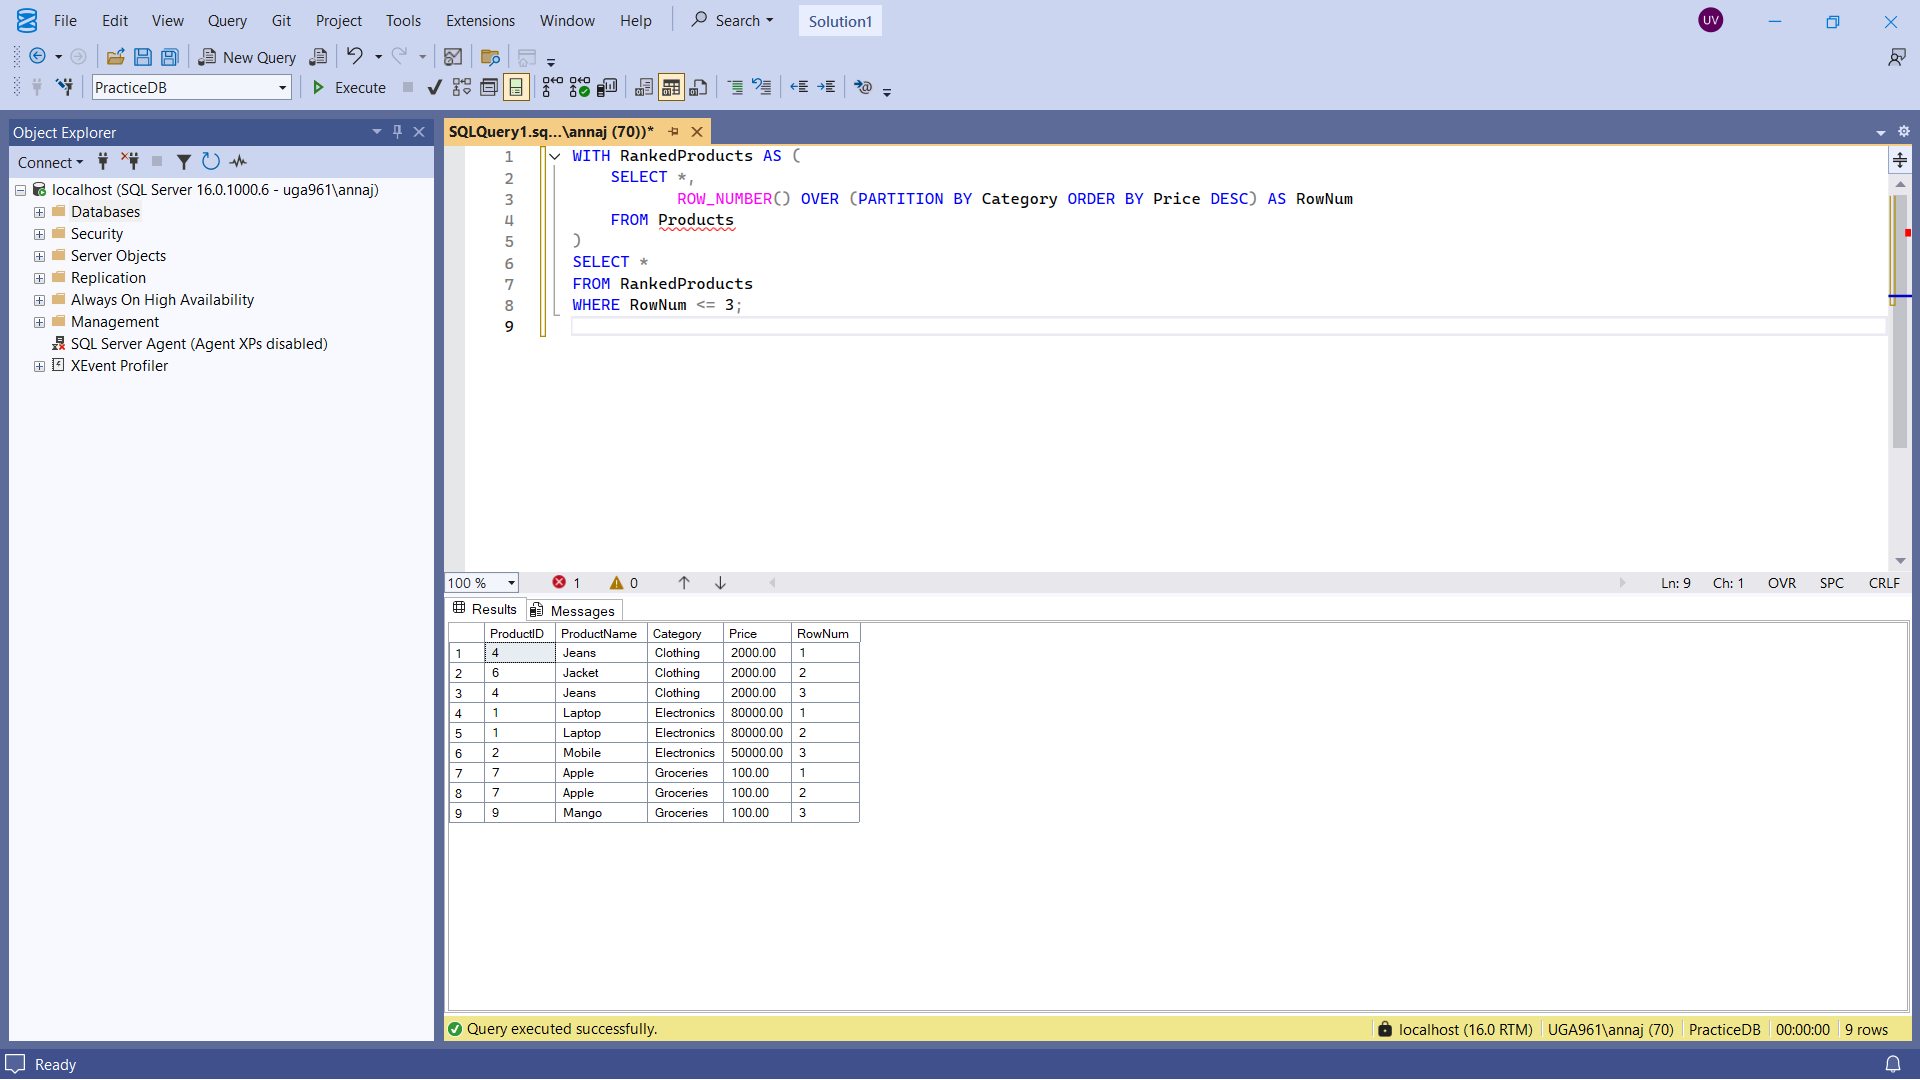 File Edit View Query Git Project Tools Extensions Window Help Search Solution1 UV
New Query
PracticeDB Execute
Object Explorer
Connect
localhost (SQL Server 16.0.1000.6 - uga961\annaj)
Databases
Security
Server Objects
Replication
Always On High Availability
Management
SQL Server Agent (Agent XPs disabled)
XEvent Profiler
SQLQuery1.sq...\annaj (70))*
1 WITH RankedProducts AS (
2 SELECT *,
3 ROW_NUMBER() OVER (PARTITION BY Category ORDER BY Price DESC) AS RowNum
4 FROM Products
5 )
6 SELECT *
7 FROM RankedProducts
8 WHERE RowNum <= 3;
9
100 % 1 0 Ln: 9 Ch: 1 OVR SPC CRLF
Results Messages
ProductID ProductName Category Price RowNum
1 4 Jeans Clothing 2000.00 1
2 6 Jacket Clothing 2000.00 2
3 4 Jeans Clothing 2000.00 3
4 1 Laptop Electronics 80000.00 1
5 1 Laptop Electronics 80000.00 2
6 2 Mobile Electronics 50000.00 3
7 7 Apple Groceries 100.00 1
8 7 Apple Groceries 100.00 2
9 9 Mango Groceries 100.00 3
Query executed successfully. localhost (16.0 RTM) UGA961\annaj (70) PracticeDB 00:00:00 9 rows
Ready